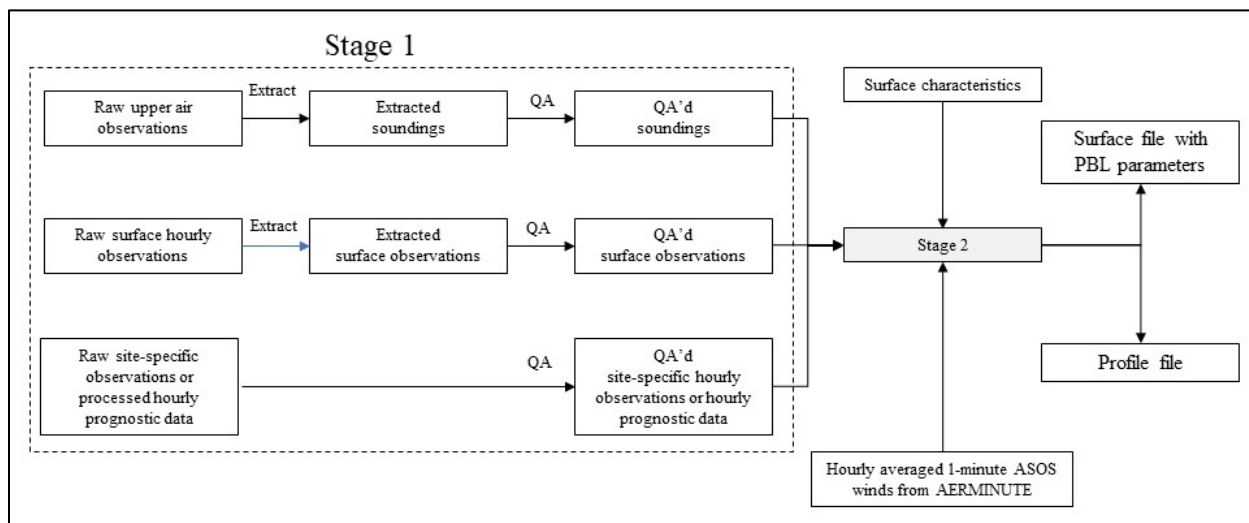 Stage 1
Extract
QA
Raw upper air
observations
Extracted
soundings
QA’d
soundings
Extract
QA
Raw surface hourly
observations
Extracted
surface observations
QA’d
surface observations
QA
Raw site-specific
observations or
processed hourly
prognostic data
QA’d
site-specific hourly
observations or hourly
prognostic data
Surface characteristics
Stage 2
Hourly averaged 1-minute ASOS
winds from AERMINUTE
Surface file with
PBL parameters
Profile file